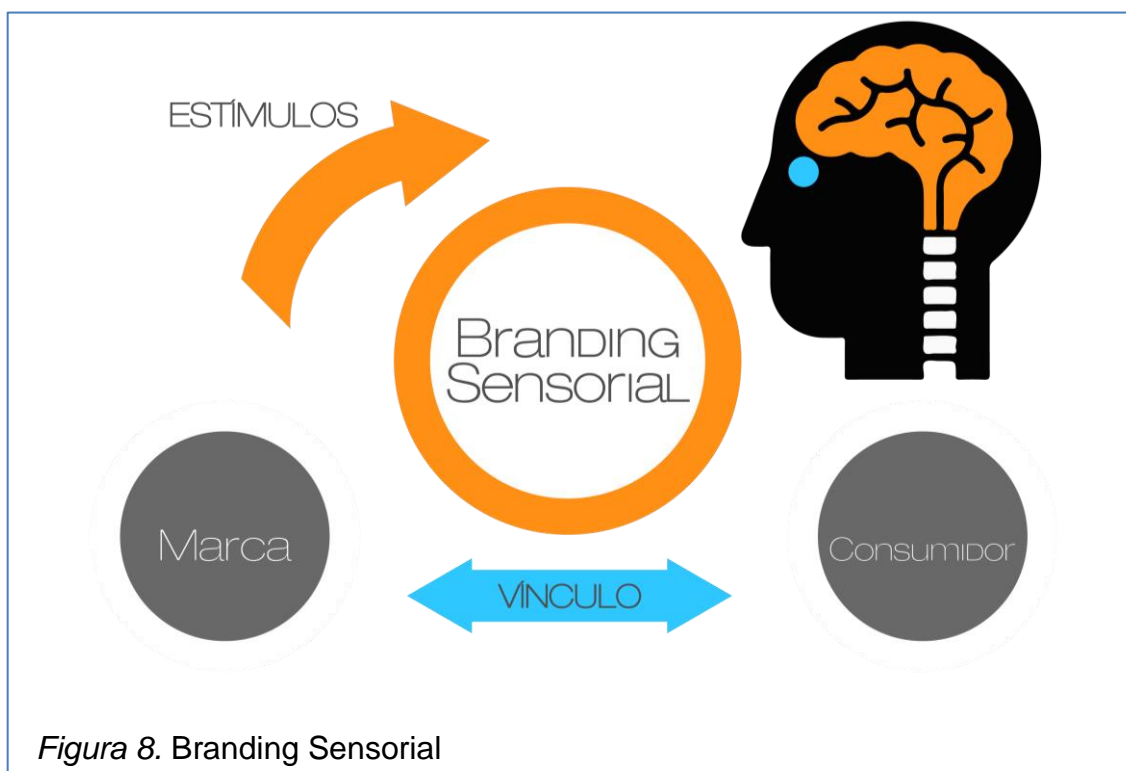 ESTÍMULOS
Branding
Sensorial
Marca
Consumidor
VÍNCULO
Figura 8. Branding Sensorial